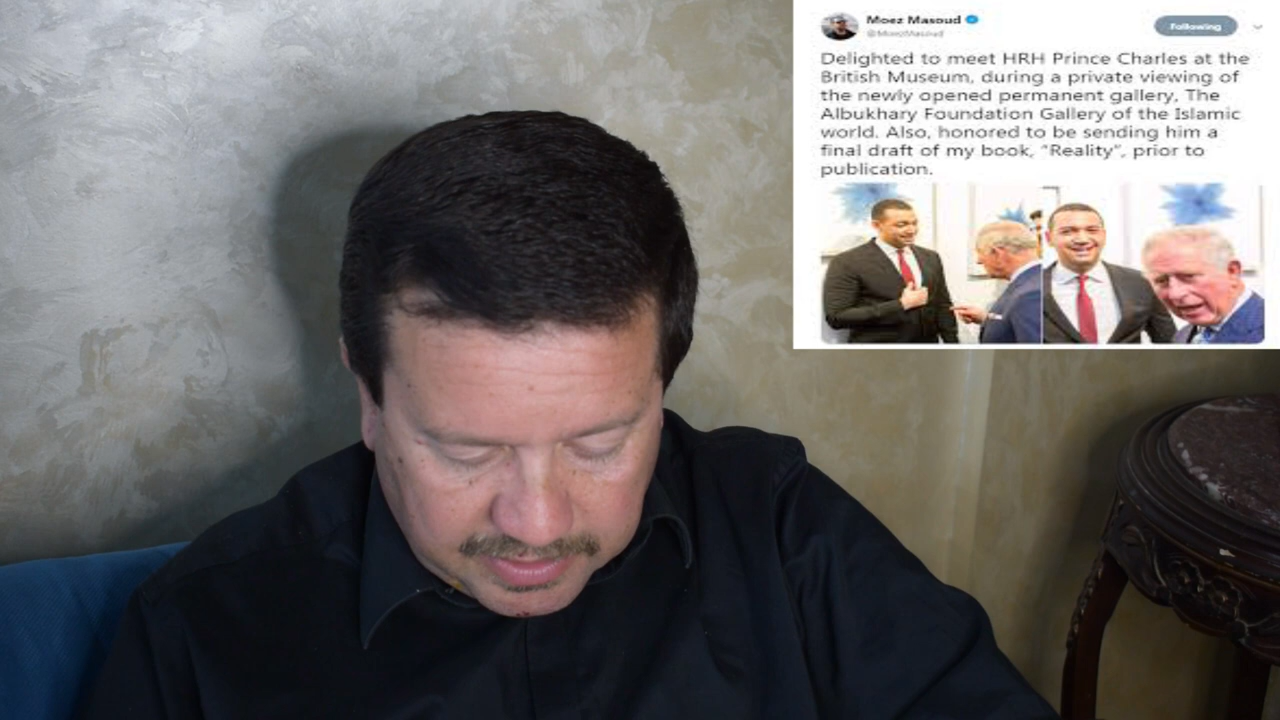 Moez Masoud
@MoezMasoud
Following
Delighted to meet HRH Prince Charles at the
British Museum, during a private viewing of
the newly opened permanent gallery, The
Albukhary Foundation Gallery of the Islamic
world. Also, honored to be sending him a
final draft of my book, “Reality”, prior to
publication.